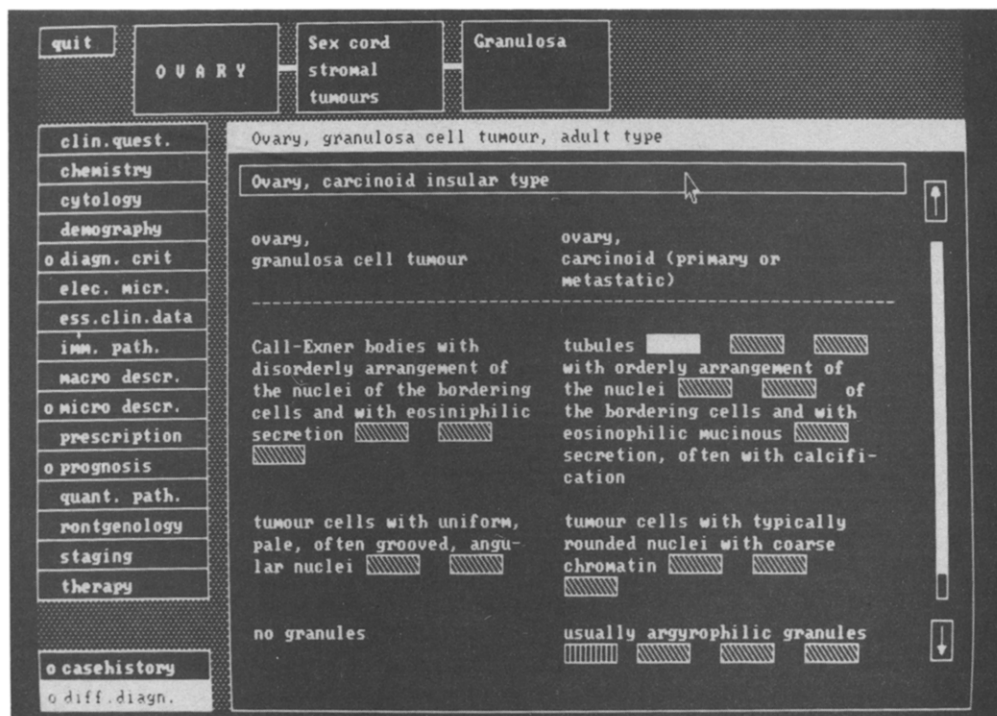 quit
O V A R Y
Sex cord
stromal
tumours
Granulosa
clin.quest.
chemistry
cytology
demography
o diagn. crit
elec. micr.
ess.clin.data
imm. path.
macro descr.
o micro descr.
prescription
o prognosis
quant. path.
rontgenology
staging
therapy
o casehistory
o diff.diagn.
Ovary, granulosa cell tumour, adult type
Ovary, carcinoid insular type
ovary,
granulosa cell tumour
ovary,
carcinoid (primary or
metastatic)
Call-Exner bodies with
disorderly arrangement of
the nuclei of the bordering
cells and with eosiniphilic
secretion
tubules
with orderly arrangement of
the nuclei of
the bordering cells and with
eosinophilic mucinous
secretion, often with calcifi-
cation
tumour cells with uniform,
pale, often grooved, angu-
lar nuclei
tumour cells with typically
rounded nuclei with coarse
chromatin
no granules
usually argyrophilic granules